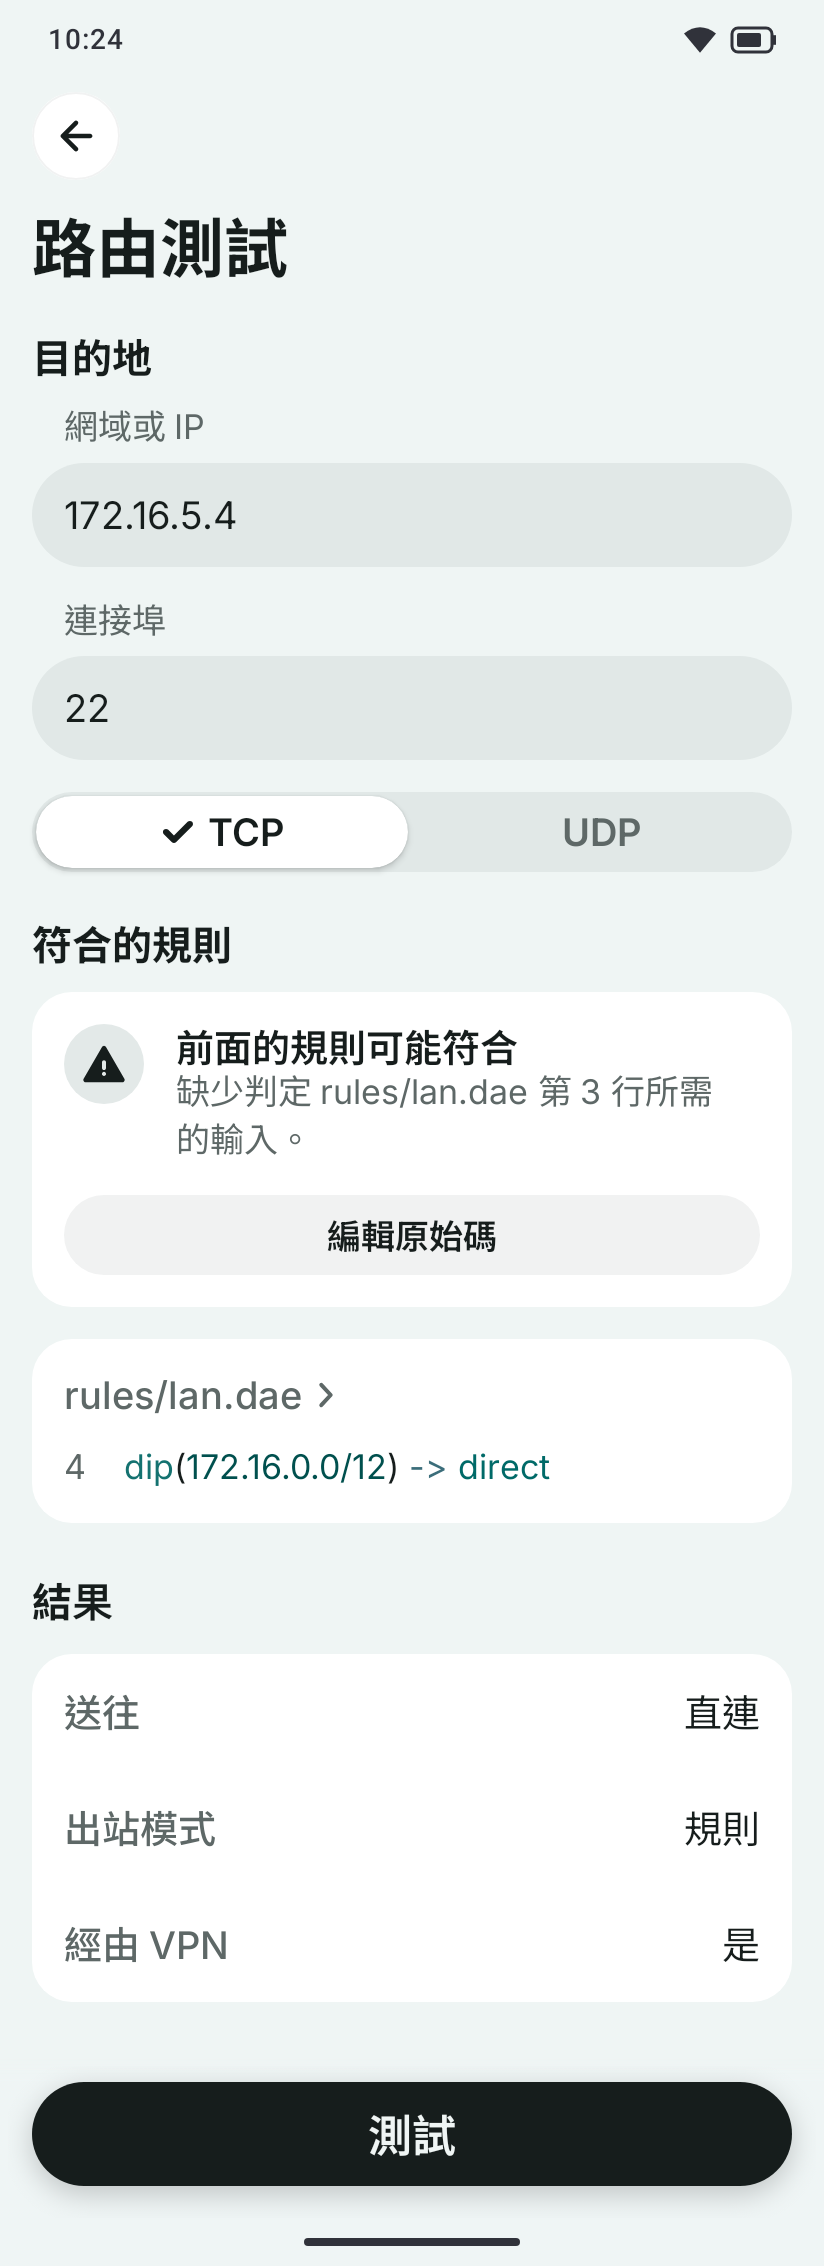 10:24
路由測試
目的地
網域或 IP
172.16.5.4
連接埠
22
TCP
UDP
符合的規則
前面的規則可能符合
缺少判定 rules/lan.dae 第 3 行所需
的輸入。
編輯原始碼
rules/lan.dae
4 dip(172.16.0.0/12) -> direct
結果
送往 直連
出站模式 規則
經由 VPN 是
測試